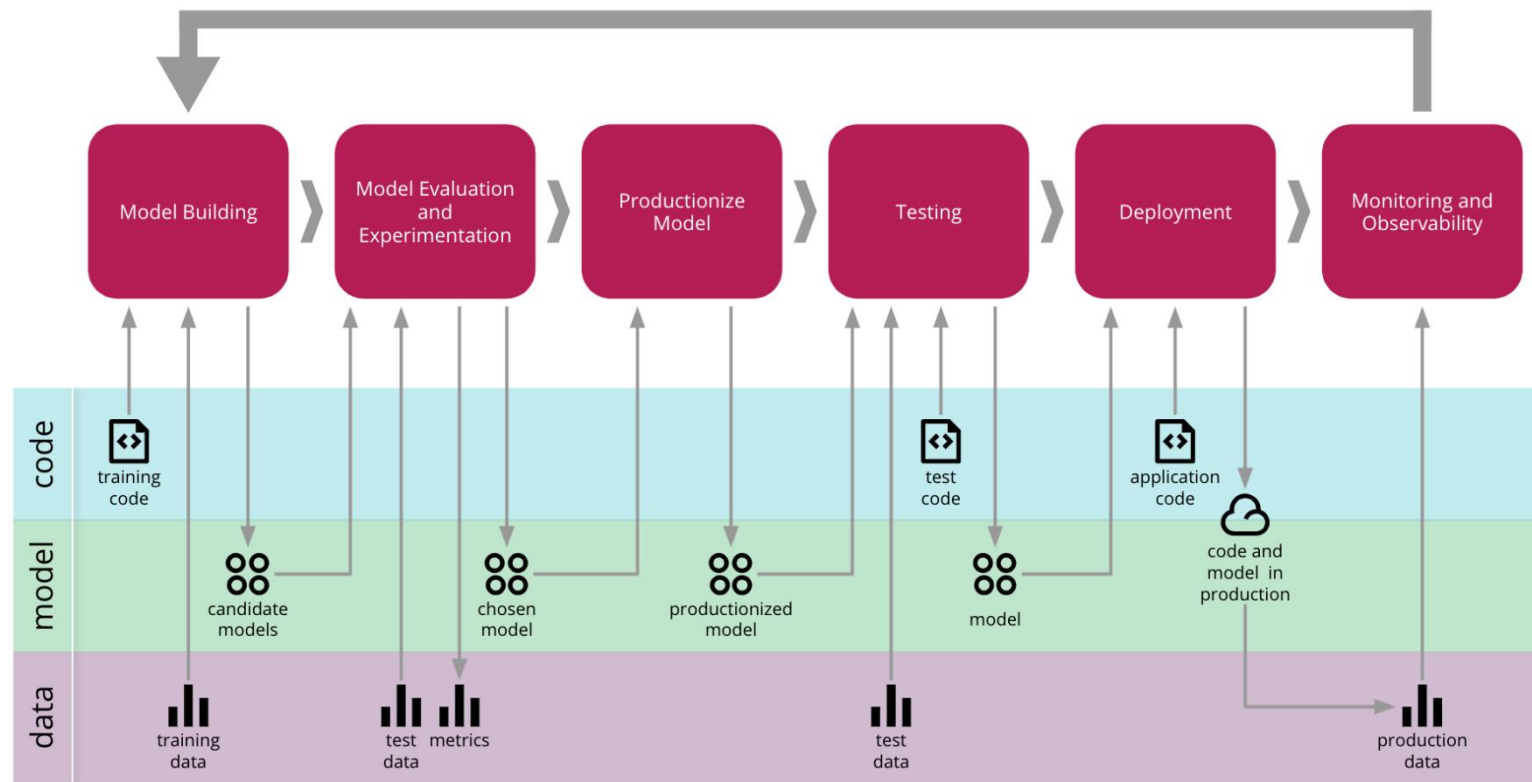 Model Building
Model Evaluation
and
Experimentation
Productionize
Model
Testing
Deployment
Monitoring and
Observability
code
training
code
test
code
application
code
model
candidate
models
chosen
model
productionized
model
model
code and
model in
production
data
training
data
test
data
metrics
test
data
production
data